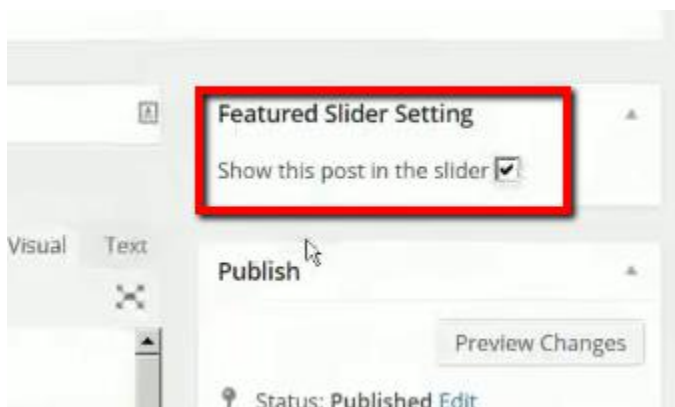 Featured Slider Setting
Show this post in the slider
Visual Text
Publish
Preview Changes
Status: Published Edit